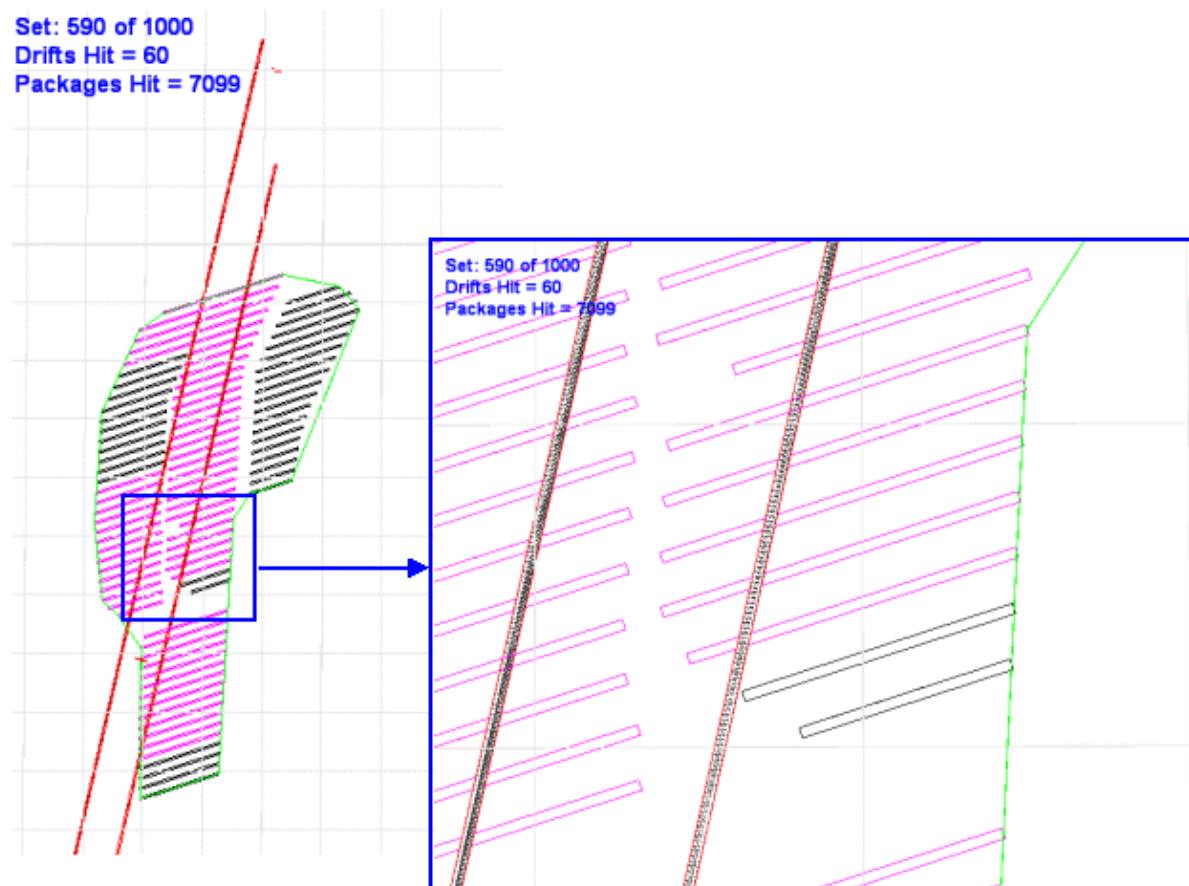 Set: 590 of 1000
Drifts Hit = 60
Packages Hit = 7099
Set: 590 of 1000
Drifts Hit = 60
Packages Hit = 7099